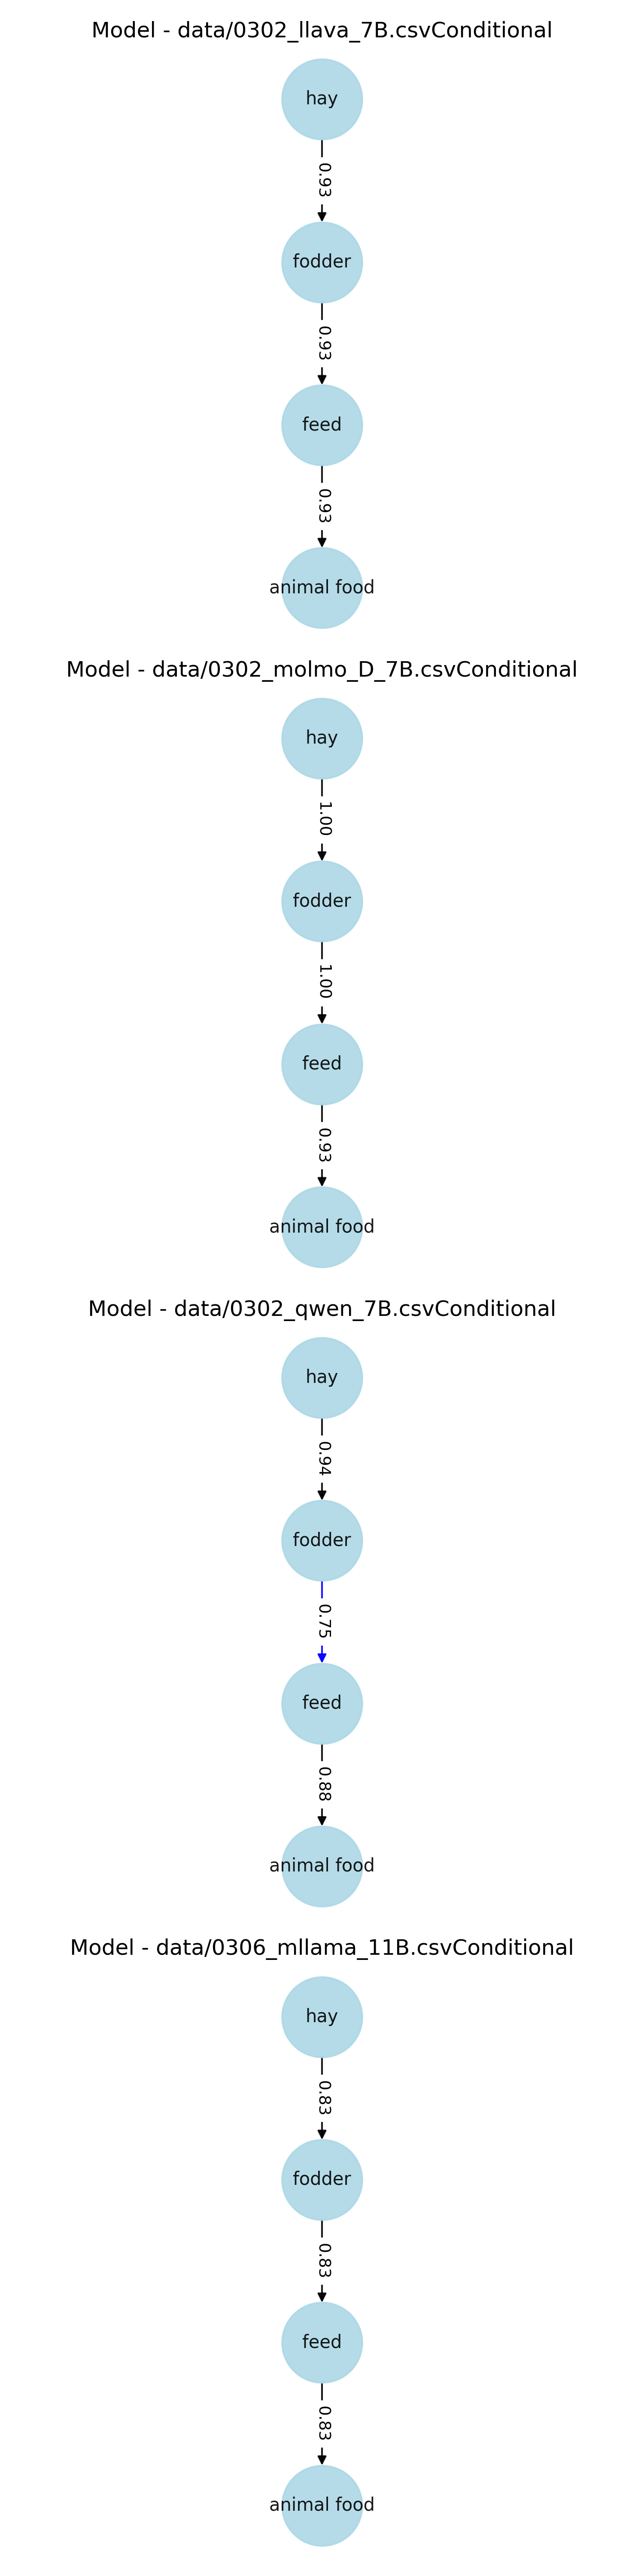 Model - data/0302_llava_7B.csvConditional
hay
0.93
fodder
0.93
feed
0.93
animal food
Model - data/0302_molmo_D_7B.csvConditional
hay
1.00
fodder
1.00
feed
0.93
animal food
Model - data/0302_qwen_7B.csvConditional
hay
0.94
fodder
0.75
feed
0.88
animal food
Model - data/0306_mllama_11B.csvConditional
hay
0.83
fodder
0.83
feed
0.83
animal food